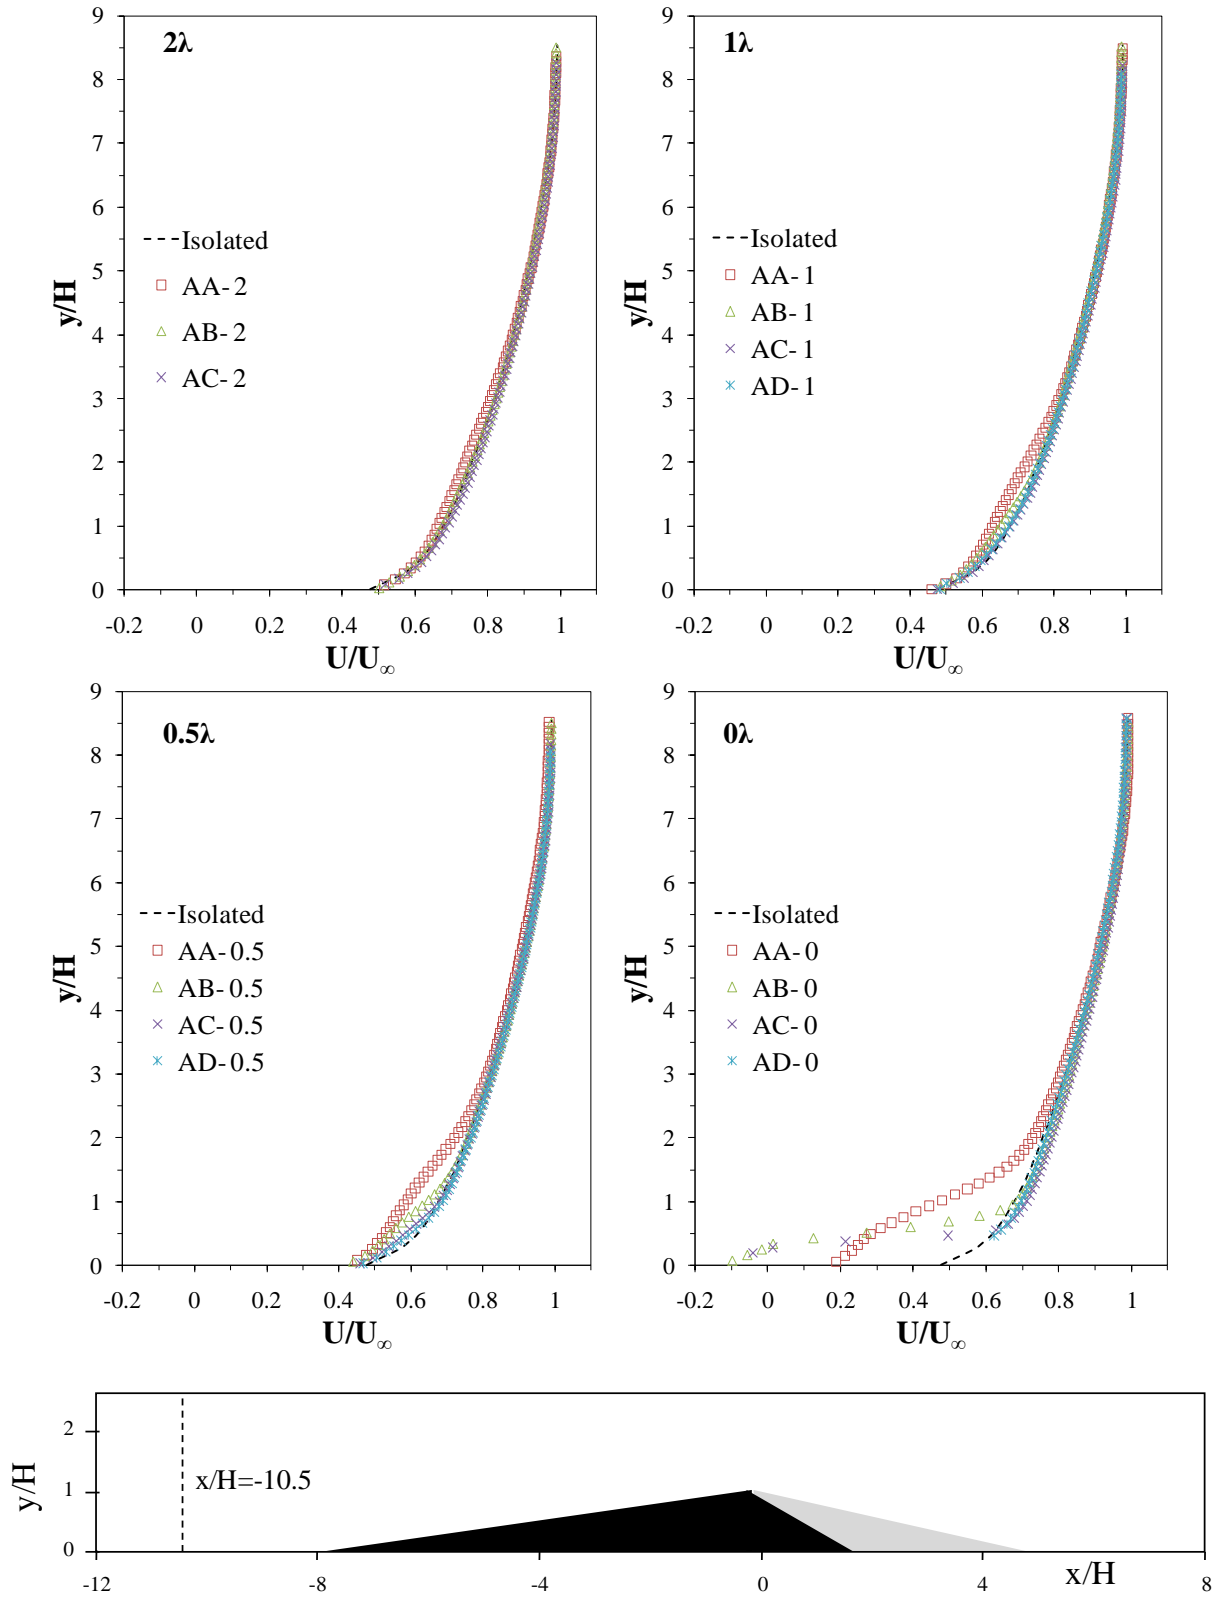 2λ
9
8
7
6
5
4
3
2
1
0
y/H
Isolated
AA-2
AB-2
AC-2
-0.2 0 0.2 0.4 0.6 0.8 1
U/U∞
1λ
9
8
7
6
5
4
3
2
1
0
y/H
Isolated
AA-1
AB-1
AC-1
AD-1
-0.2 0 0.2 0.4 0.6 0.8 1
U/U∞
0.5λ
9
8
7
6
5
4
3
2
1
0
y/H
Isolated
AA-0.5
AB-0.5
AC-0.5
AD-0.5
-0.2 0 0.2 0.4 0.6 0.8 1
U/U∞
0λ
9
8
7
6
5
4
3
2
1
0
y/H
Isolated
AA-0
AB-0
AC-0
AD-0
-0.2 0 0.2 0.4 0.6 0.8 1
U/U∞
2
1
0
y/H
x/H=-10.5
-12 -8 -4 0 4 8
x/H